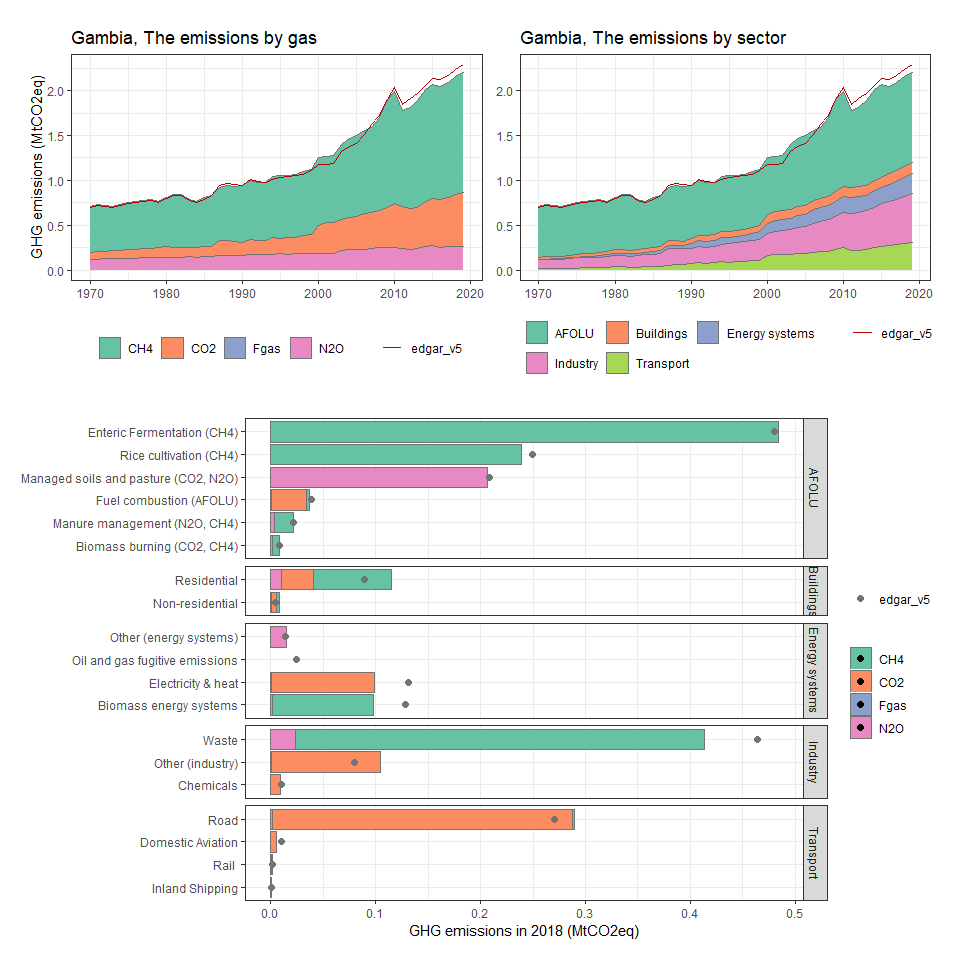 Gambia, The emissions by gas
GHG emissions (MtCO2eq)
2.0
1.5
1.0
0.5
0.0
1970 1980 1990 2000 2010 2020
CH4 CO2 Fgas N2O edgar_v5
Gambia, The emissions by sector
2.0
1.5
1.0
0.5
0.0
1970 1980 1990 2000 2010 2020
AFOLU Buildings Energy systems edgar_v5
Industry Transport
Enteric Fermentation (CH4)
Rice cultivation (CH4)
Managed soils and pasture (CO2, N2O)
Fuel combustion (AFOLU)
Manure management (N2O, CH4)
Biomass burning (CO2, CH4)
AFOLU
Residential
Non-residential
Buildings
Other (energy systems)
Oil and gas fugitive emissions
Electricity & heat
Biomass energy systems
Energy systems
Waste
Other (industry)
Chemicals
Industry
Road
Domestic Aviation
Rail
Inland Shipping
Transport
0.0 0.1 0.2 0.3 0.4 0.5
GHG emissions in 2018 (MtCO2eq)
edgar_v5
CH4
CO2
Fgas
N2O